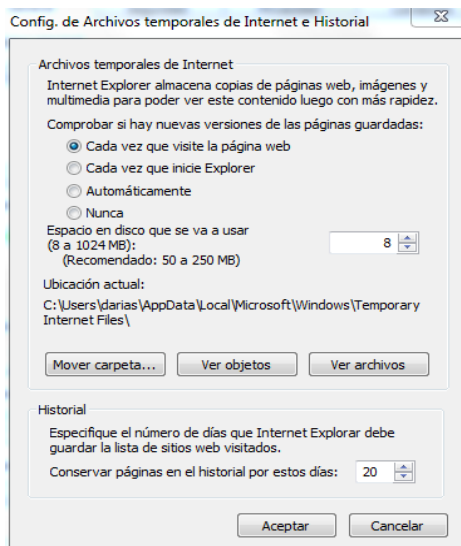 Config. de Archivos temporales de Internet e Historial
Archivos temporales de Internet
Internet Explorer almacena copias de páginas web, imágenes y
multimedia para poder ver este contenido luego con más rapidez.
Comprobar si hay nuevas versiones de las páginas guardadas:
Cada vez que visite la página web
Cada vez que inicie Explorer
Automáticamente
Nunca
Espacio en disco que se va a usar
(8 a 1024 MB): 8
(Recomendado: 50 a 250 MB)
Ubicación actual:
C:\Users\darias\AppData\Local\Microsoft\Windows\Temporary
Internet Files\
Mover carpeta... Ver objetos Ver archivos
Historial
Especifique el número de días que Internet Explorar debe
guardar la lista de sitios web visitados.
Conservar páginas en el historial por estos días: 20
Aceptar Cancelar